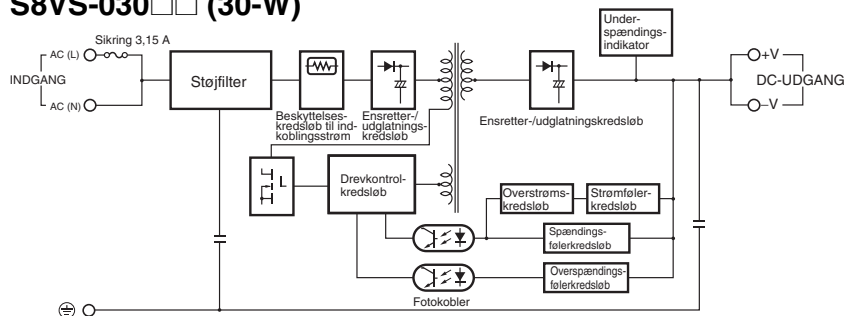 S8VS-030□□ (30-W)
Under-
spændings-
indikator
Sikring 3,15 A
AC (L)
INDGANG
AC (N)
Støjfilter
+V
DC-UDGANG
–V
Beskyttelses-
kredsløb til ind-
koblingsstrøm
Ensretter-/
udglatnings-
kredsløb
Ensretter-/udglatningskredsløb
Drevkontrol-
kredsløb
Overstrøms-
kredsløb
Strømføler-
kredsløb
Spændings-
følerkredsløb
Overspændings-
følerkredsløb
Fotokobler